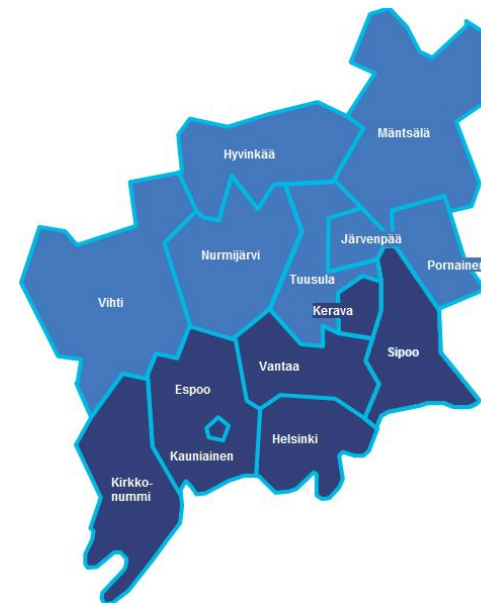 Mäntsälä
Hyvinkää
Järvenpää
Nurmijärvi
Pornainen
Tuusula
Vihti
Kerava
Sipoo
Vantaa
Espoo
Helsinki
Kauniainen
Kirkko-
nummi